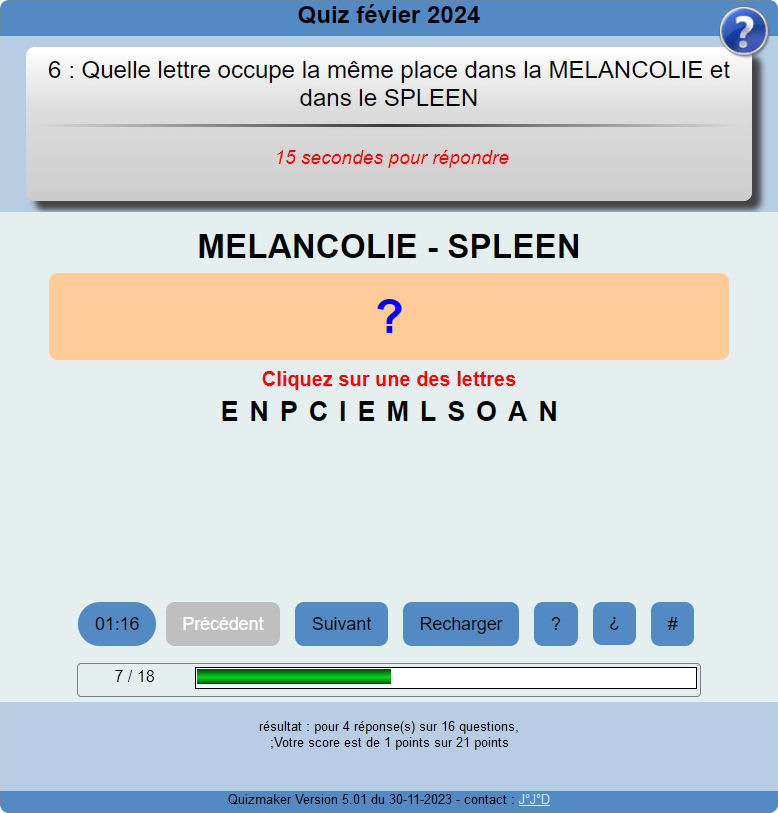 Quiz févier 2024
?
6 : Quelle lettre occupe la même place dans la MELANCOLIE et
dans le SPLEEN
15 secondes pour répondre
MELANCOLIE - SPLEEN
?
Cliquez sur une des lettres
E N P C I E M L S O A N
01:16 Précédent Suivant Recharger ? ¿ #
7 / 18
résultat : pour 4 réponse(s) sur 16 questions,
;Votre score est de 1 points sur 21 points
Quizmaker Version 5.01 du 30-11-2023 - contact : J°J°D